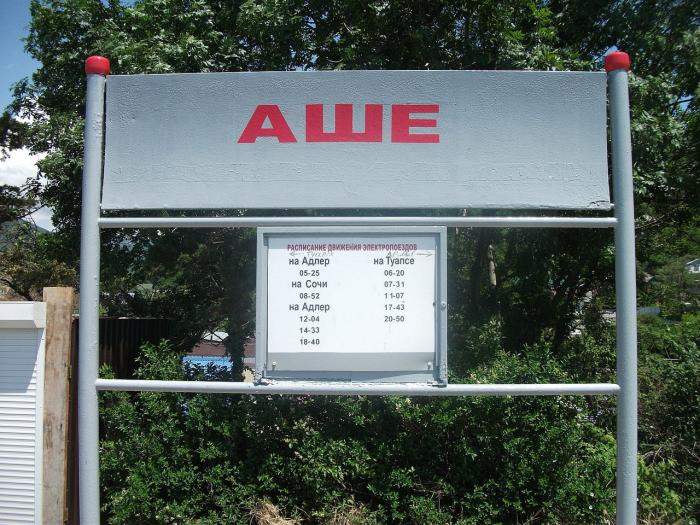 АШЕ
РАСПИСАНИЕ ДВИЖЕНИЯ ЭЛЕКТРОПОЕЗДОВ
на Адлер на Туапсе
05-25 06-20
на Сочи 07-31
08-52 11-07
на Адлер 17-43
12-04 20-50
14-33
18-40